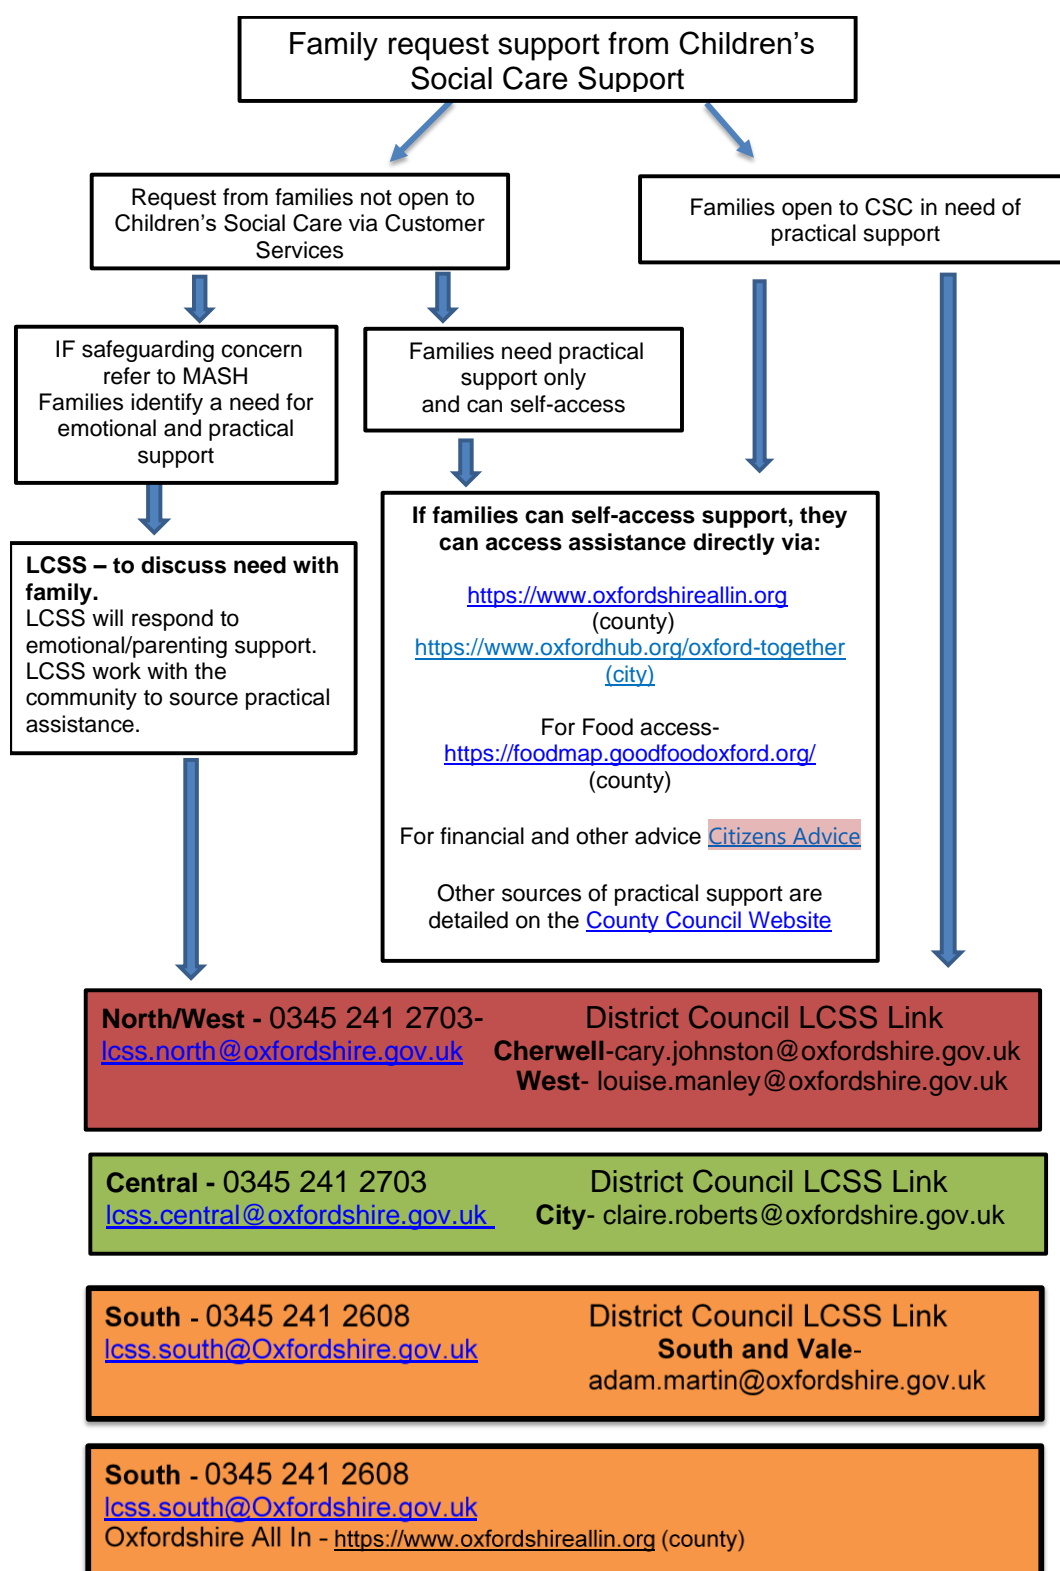 Family request support from Children’s
Social Care Support
Request from families not open to
Children’s Social Care via Customer
Services
Families open to CSC in need of
practical support
IF safeguarding concern
refer to MASH
Families identify a need for
emotional and practical
support
Families need practical
support only
and can self-access
LCSS – to discuss need with
family.
LCSS will respond to
emotional/parenting support.
LCSS work with the
community to source practical
assistance.
If families can self-access support, they
can access assistance directly via:
https://www.oxfordshireallin.org
(county)
https://www.oxfordhub.org/oxford-together
(city)
For Food access-
https://foodmap.goodfoodoxford.org/
(county)
For financial and other advice Citizens Advice
Other sources of practical support are
detailed on the County Council Website
North/West - 0345 241 2703- District Council LCSS Link
lcss.north@oxfordshire.gov.uk Cherwell-cary.johnston@oxfordshire.gov.uk
West- louise.manley@oxfordshire.gov.uk
Central - 0345 241 2703 District Council LCSS Link
lcss.central@oxfordshire.gov.uk City- claire.roberts@oxfordshire.gov.uk
South - 0345 241 2608 District Council LCSS Link
lcss.south@Oxfordshire.gov.uk South and Vale-
adam.martin@oxfordshire.gov.uk
South - 0345 241 2608
lcss.south@Oxfordshire.gov.uk
Oxfordshire All In - https://www.oxfordshireallin.org (county)